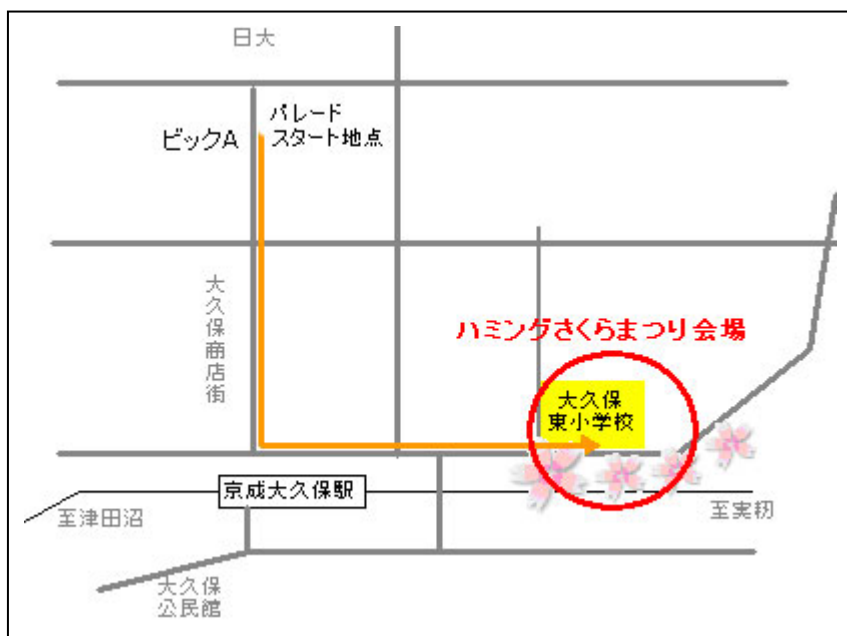 日大
パレード
スタート地点
ビックA
大久保商店街
ハミングさくらまつり会場
大久保
東小学校
京成大久保駅
至津田沼
至実籾
大久保
公民館